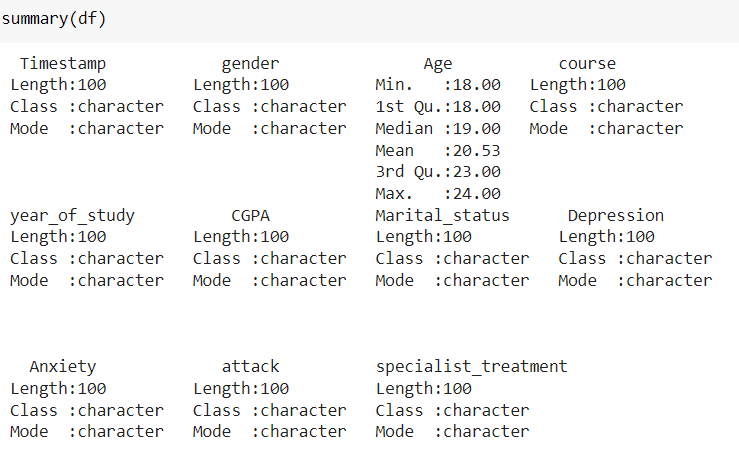 summary(df)
Timestamp gender Age course
Length:100 Length:100 Min. :18.00 Length:100
Class :character Class :character 1st Qu.:18.00 Class :character
Mode :character Mode :character Median :19.00 Mode :character
Mean :20.53
3rd Qu.:23.00
Max. :24.00
year_of_study CGPA Marital_status Depression
Length:100 Length:100 Length:100 Length:100
Class :character Class :character Class :character Class :character
Mode :character Mode :character Mode :character Mode :character
Anxiety attack specialist_treatment
Length:100 Length:100 Length:100
Class :character Class :character Class :character
Mode :character Mode :character Mode :character